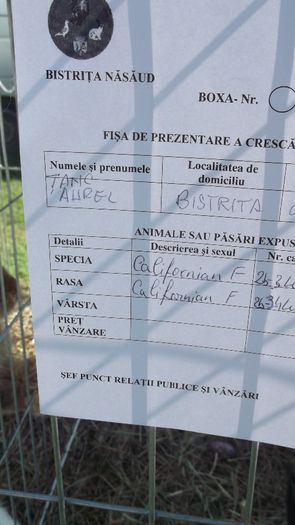 BISTRIȚA NĂSĂUD
BOXA- Nr.
FIȘA DE PREZENTARE A CRESCĂ
Numele și prenumele Localitatea de domiciliu
TANC AUREL BISTRITA
ANIMALE SAU PĂSĂRI EXPUS
Detalii Descrierea și sexul Nr. ca
SPECIA Californian F 25-346
RASA Californian F
VÂRSTA
PREȚ
VÂNZARE
ȘEF PUNCT RELAȚII PUBLICE ȘI VÂNZĂRI